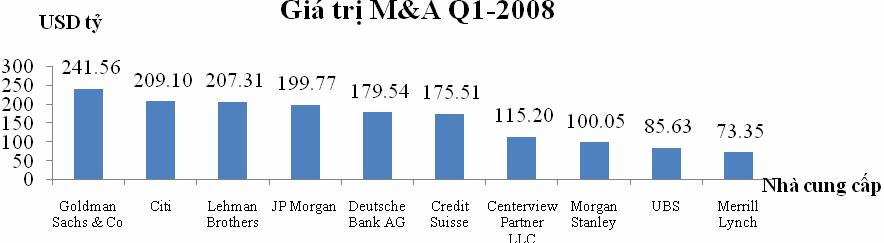 Giá trị M&A Q1-2008
USD tỷ
300
250
200
150
100
50
0
241.56
209.10
207.31
199.77
179.54
175.51
115.20
100.05
85.63
73.35
Goldman
Sachs & Co
Citi
Lehman
Brothers
JP Morgan
Deutsche
Bank AG
Credit
Suisse
Centerview
Partner
LLC
Morgan
Stanley
UBS
Merrill
Lynch
Nhà cung cấp